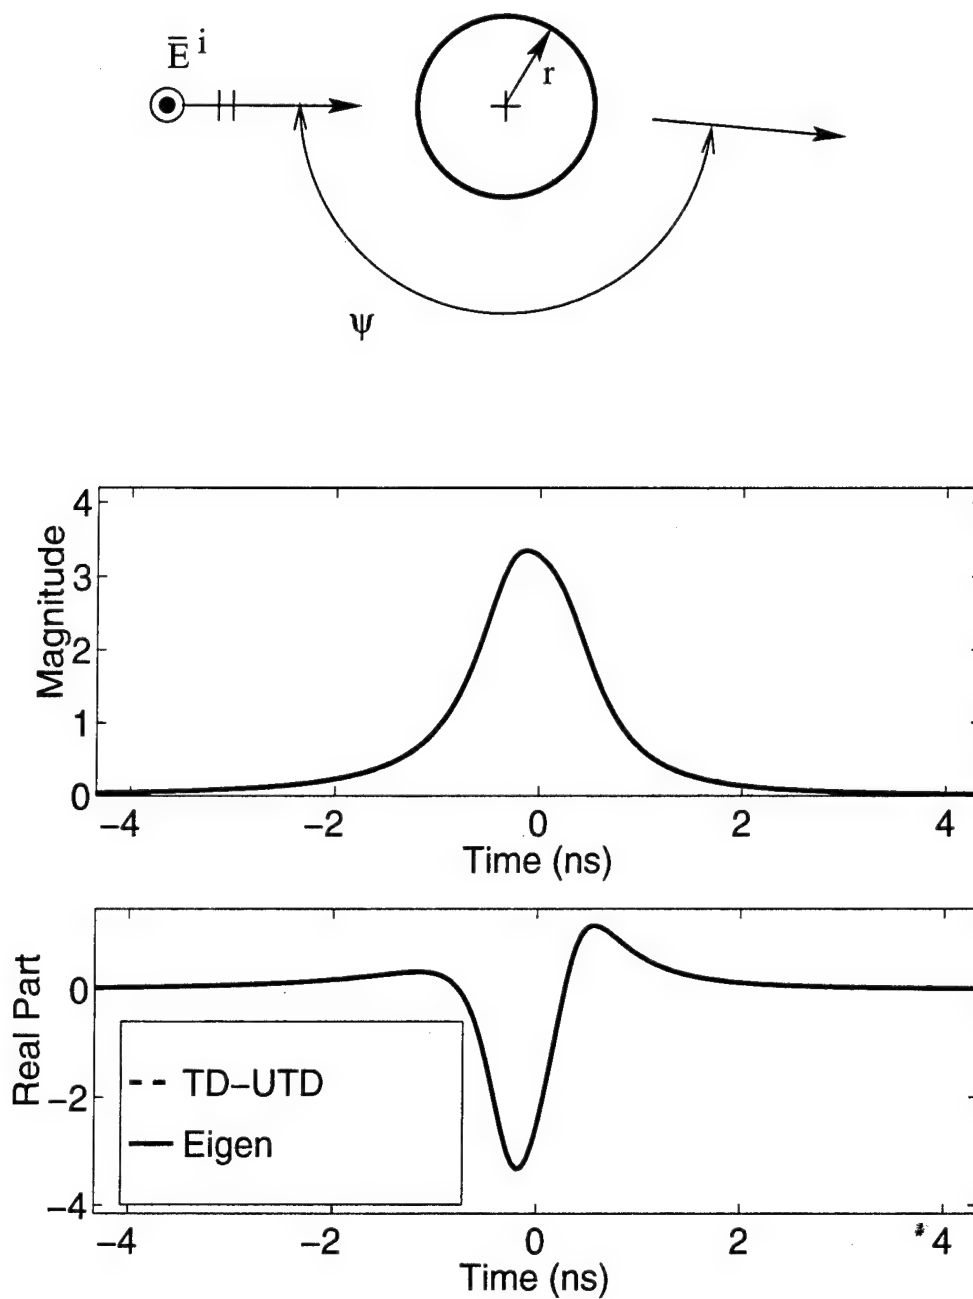 E̅ i
r
ψ
4
3
2
1
0
Magnitude
−4 −2 0 2 4
Time (ns)
0
−2
−4
Real Part
TD−UTD
Eigen
−4 −2 0 2 4
Time (ns)